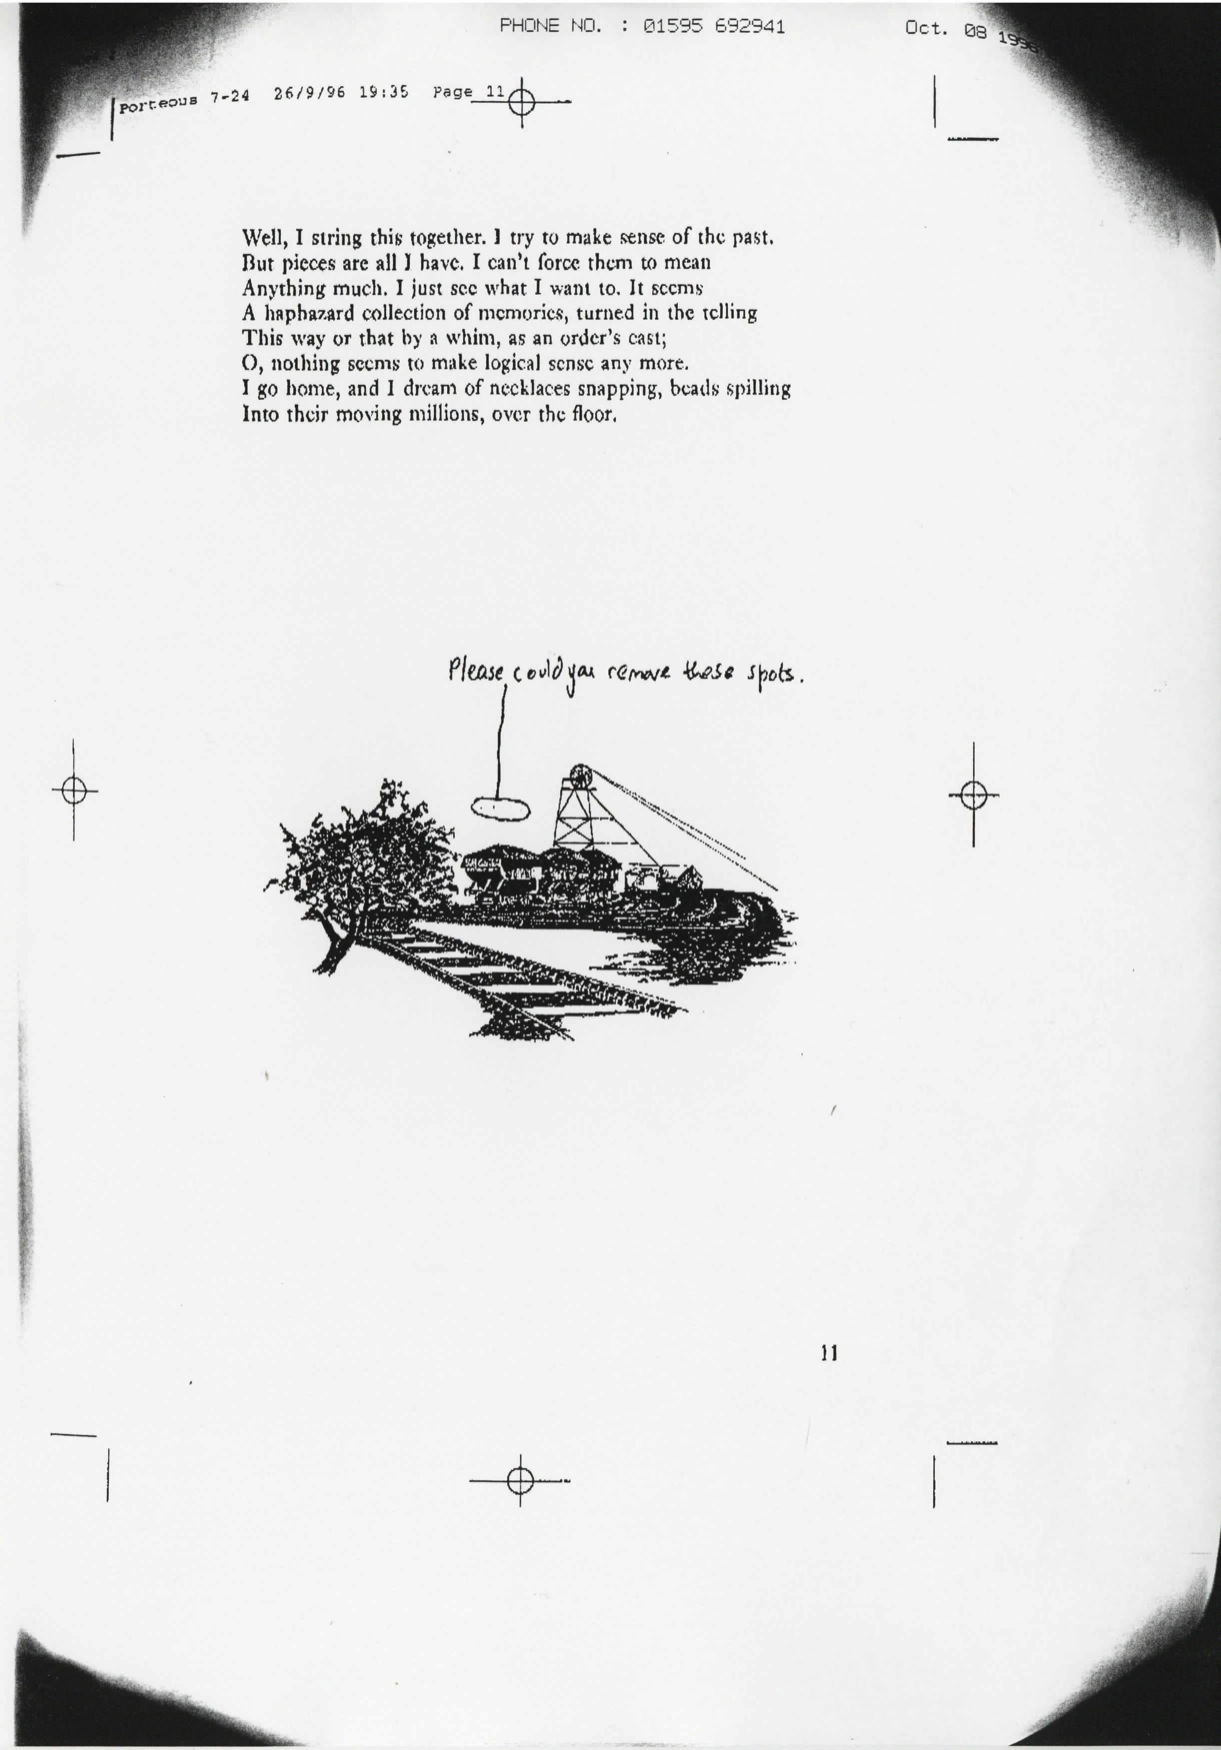 PHONE NO. : 01595 692941 Oct. 08 1996
Porteous 7-24 26/9/96 19:35 Page 11
Well, I string this together. I try to make sense of the past.
But pieces are all I have. I can't force them to mean
Anything much. I just see what I want to. It seems
A haphazard collection of memories, turned in the telling
This way or that by a whim, as an order's cast;
O, nothing seems to make logical sense any more.
I go home, and I dream of necklaces snapping, beads spilling
Into their moving millions, over the floor.
Please could you remove these spots.
11